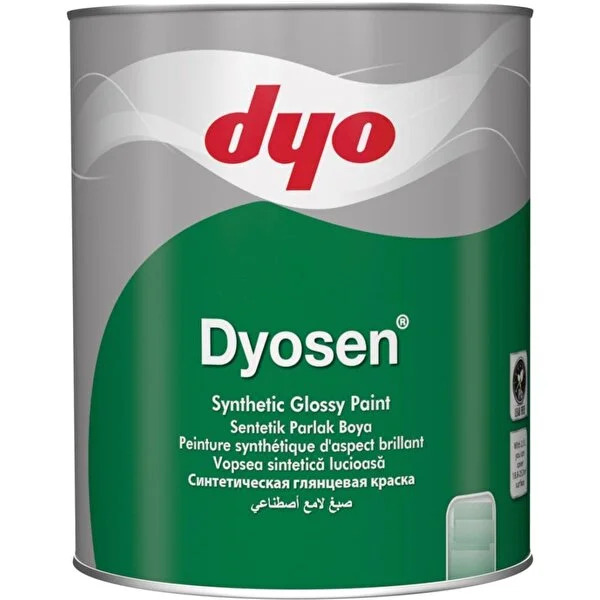 dyo
Dyosen®
Synthetic Glossy Paint
Sentetik Parlak Boya
Peinture synthétique d'aspect brillant
Vopsea sintetică lucioasă
Синтетическая глянцевая краска
صبغ لامع أصطناعي